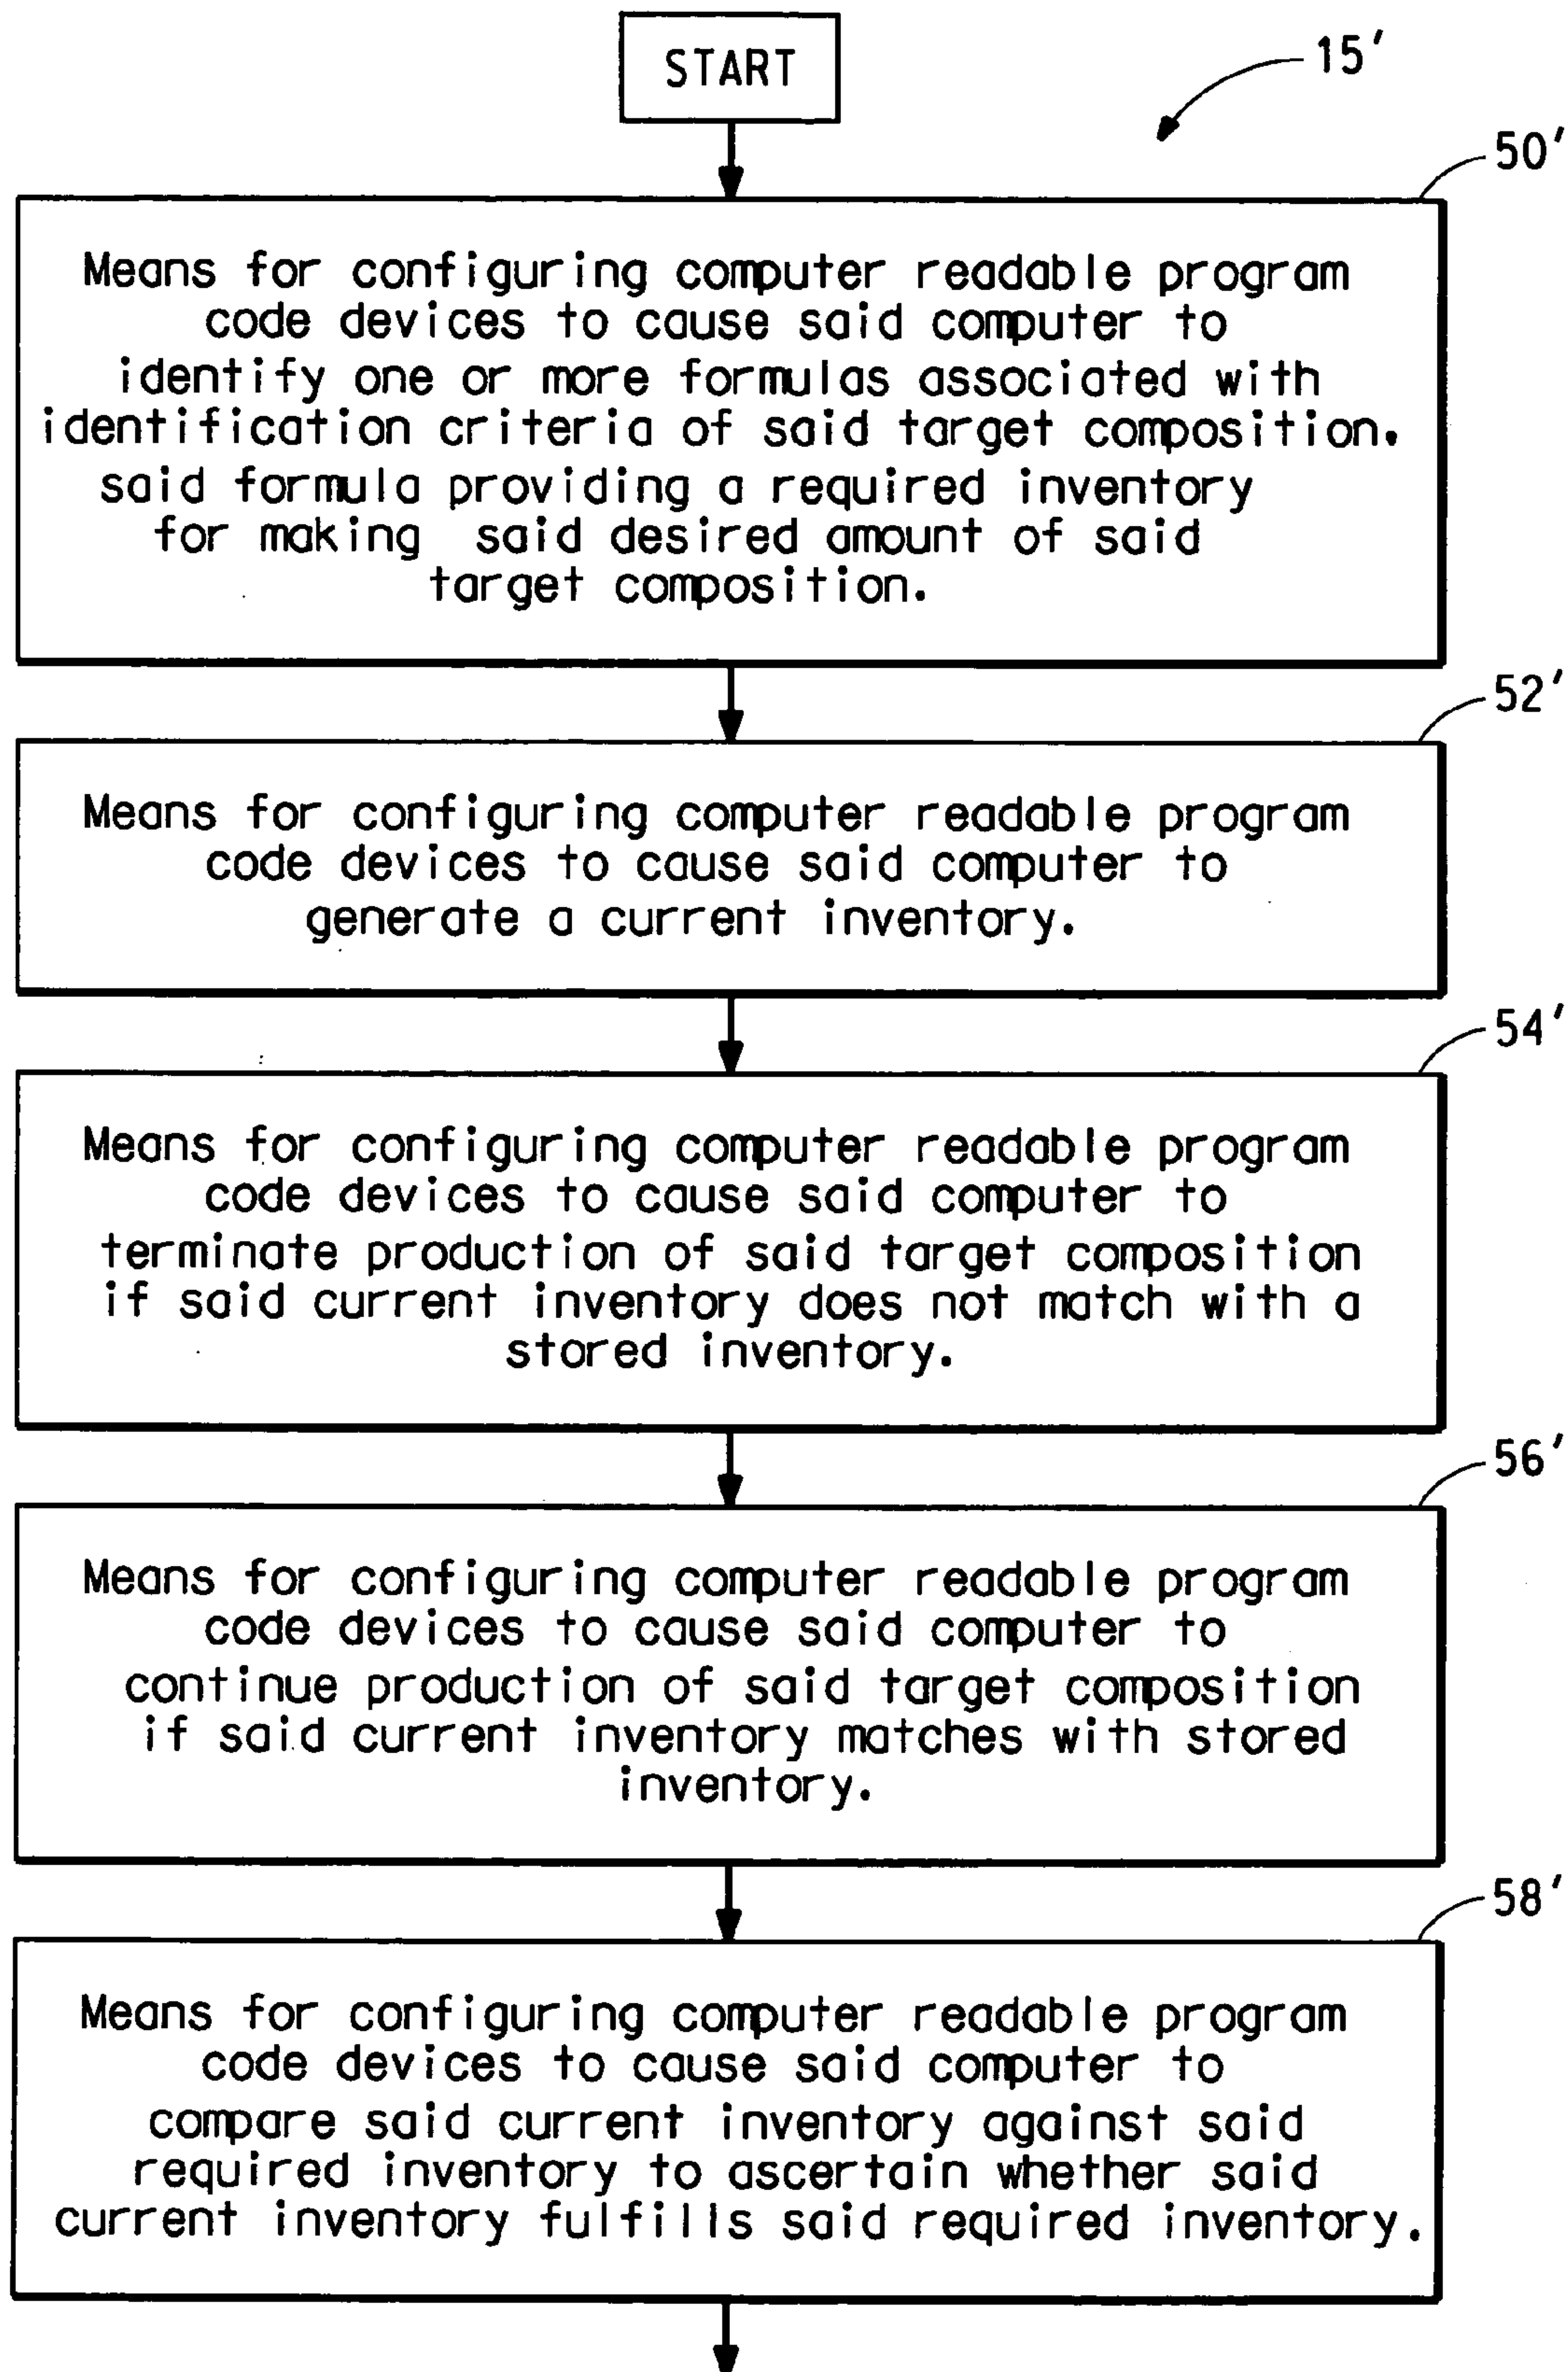 START
15'
50'
Means for configuring computer readable program
code devices to cause said computer to
identify one or more formulas associated with
identification criteria of said target composition.
said formula providing a required inventory
for making said desired amount of said
target composition.
52'
Means for configuring computer readable program
code devices to cause said computer to
generate a current inventory.
54'
Means for configuring computer readable program
code devices to cause said computer to
terminate production of said target composition
if said current inventory does not match with a
stored inventory.
56'
Means for configuring computer readable program
code devices to cause said computer to
continue production of said target composition
if said current inventory matches with stored
inventory.
58'
Means for configuring computer readable program
code devices to cause said computer to
compare said current inventory against said
required inventory to ascertain whether said
current inventory fulfills said required inventory.